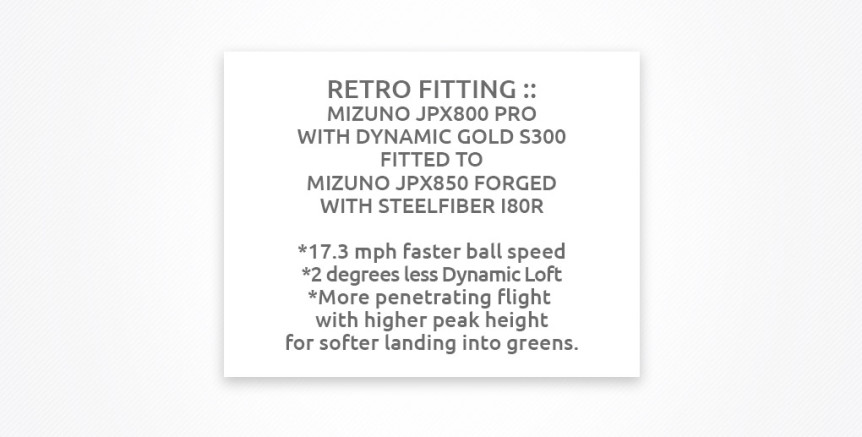 RETRO FITTING ::
MIZUNO JPX800 PRO
WITH DYNAMIC GOLD S300
FITTED TO
MIZUNO JPX850 FORGED
WITH STEELFIBER I80R
*17.3 mph faster ball speed
*2 degrees less Dynamic Loft
*More penetrating flight
with higher peak height
for softer landing into greens.